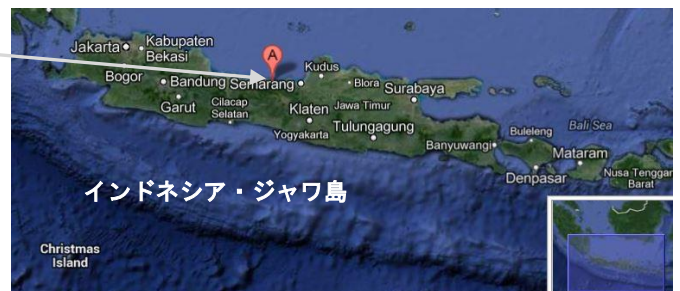 Jakarta
Kabupaten
Bekasi
A
Bogor
Bandung
Semarang
Kudus
Blora
Surabaya
Garut
Cilacap
Selatan
Klaten
Jawa Timur
Yogyakarta
Tulungagung
Banyuwangi
Buleleng
Bali Sea
Mataram
Denpasar
Nusa Tenggar
Barat
インドネシア・ジャワ島
Christmas
Island